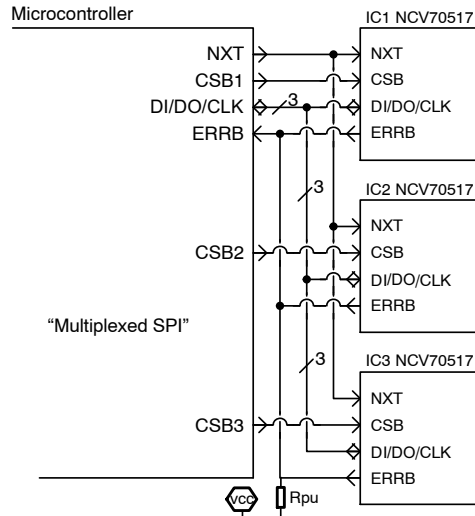 Microcontroller
IC1 NCV70517
NXT
NXT
CSB1
CSB
DI/DO/CLK
3
DI/DO/CLK
ERRB
ERRB
3
IC2 NCV70517
NXT
CSB2
CSB
DI/DO/CLK
ERRB
“Multiplexed SPI”
3
IC3 NCV70517
NXT
CSB3
CSB
DI/DO/CLK
ERRB
VCC
Rpu